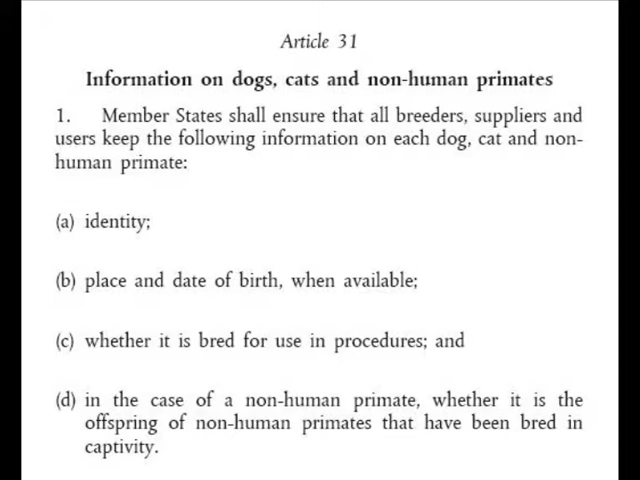 Article 31
Information on dogs, cats and non-human primates
1. Member States shall ensure that all breeders, suppliers and
users keep the following information on each dog, cat and non-
human primate:
(a) identity;
(b) place and date of birth, when available;
(c) whether it is bred for use in procedures; and
(d) in the case of a non-human primate, whether it is the
offspring of non-human primates that have been bred in
captivity.